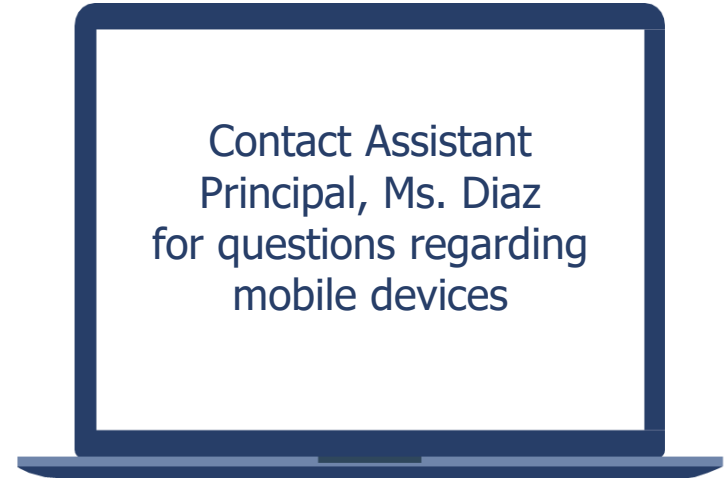 Contact Assistant
Principal, Ms. Diaz
for questions regarding
mobile devices